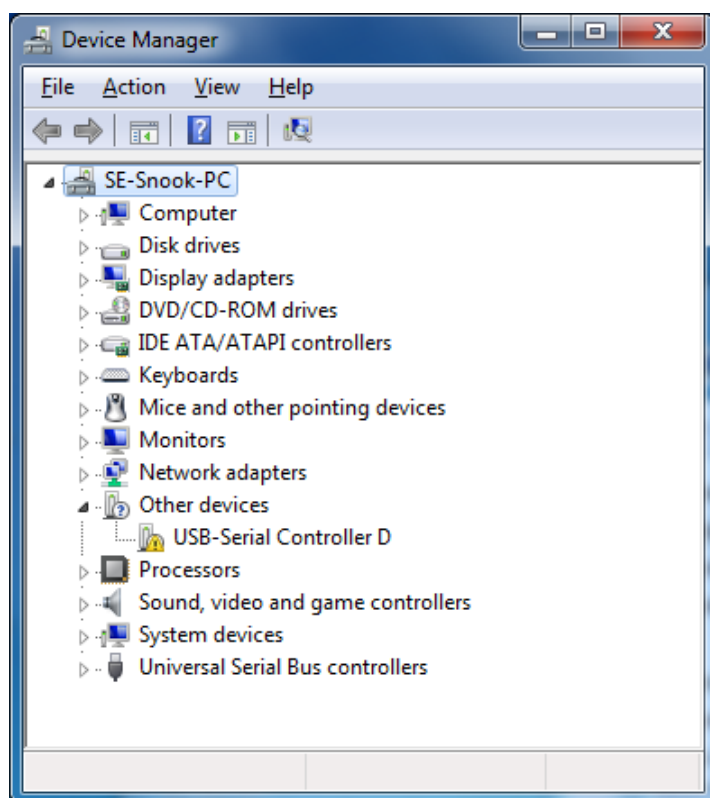 Device Manager
File Action View Help
SE-Snook-PC
Computer
Disk drives
Display adapters
DVD/CD-ROM drives
IDE ATA/ATAPI controllers
Keyboards
Mice and other pointing devices
Monitors
Network adapters
Other devices
USB-Serial Controller D
Processors
Sound, video and game controllers
System devices
Universal Serial Bus controllers